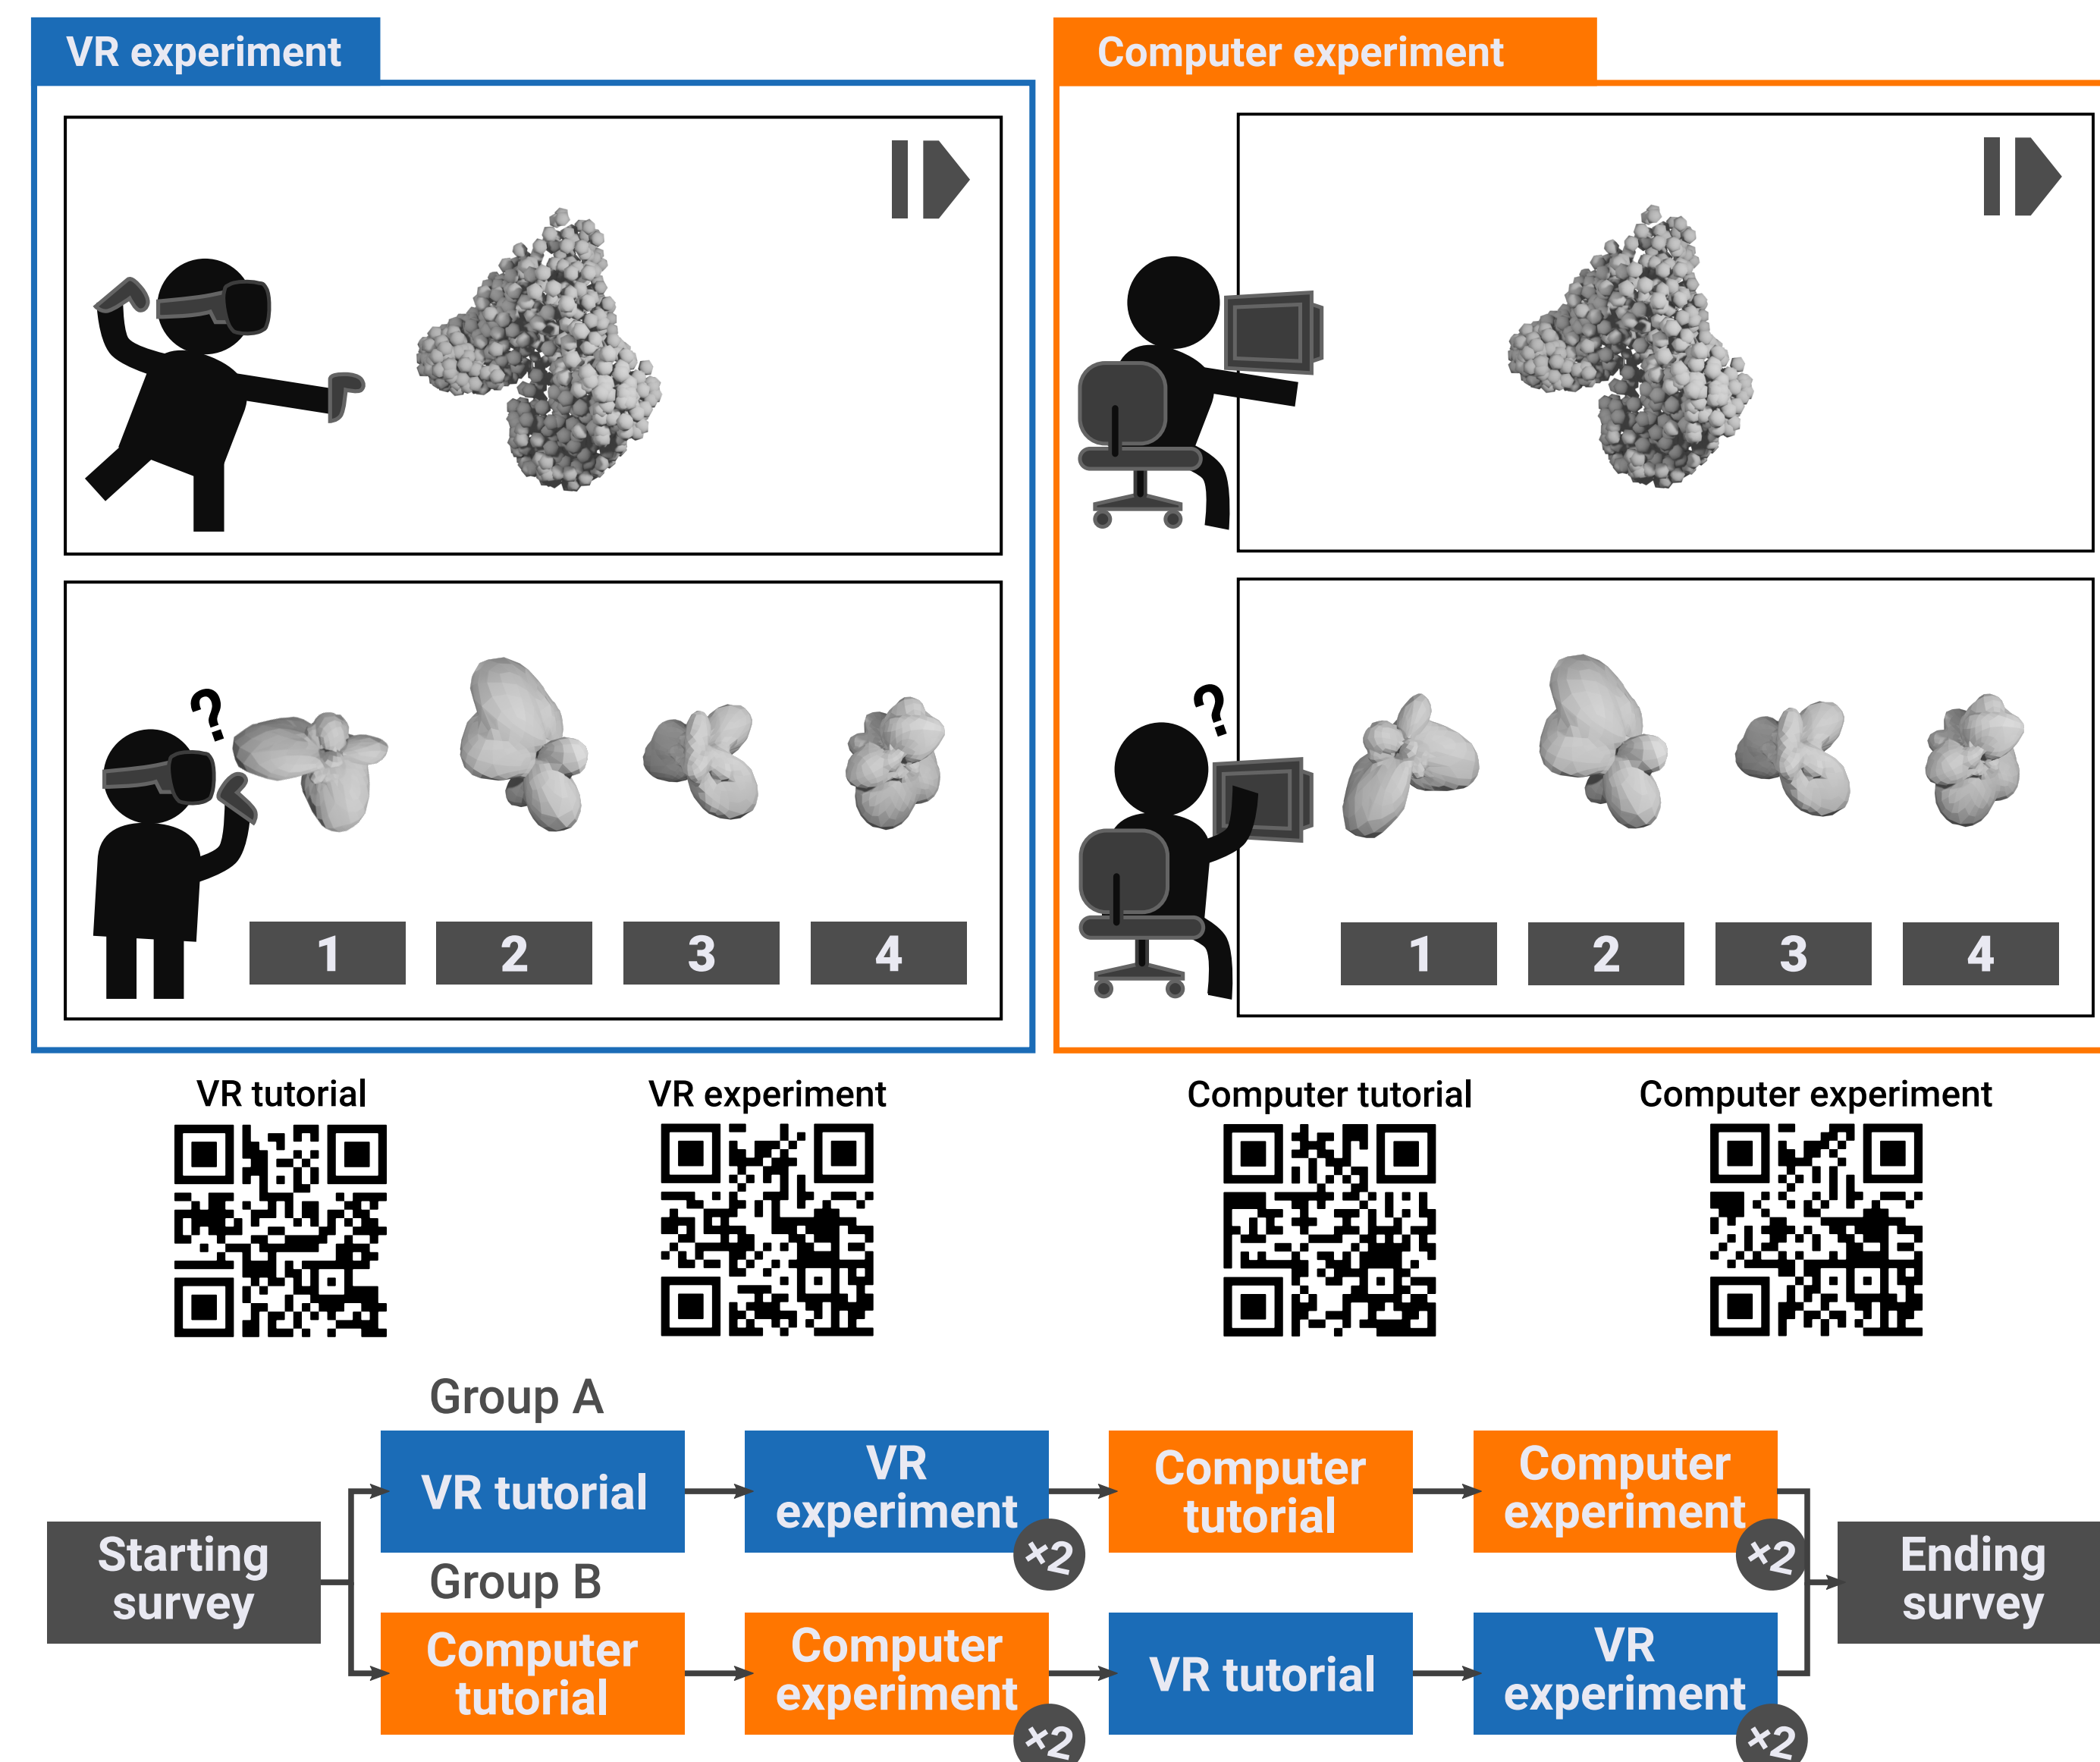 VR experiment
Computer experiment
?
1 2 3 4
?
1 2 3 4
VR tutorial
VR experiment
Computer tutorial
Computer experiment
Group A
VR tutorial
VR
experiment
×2
Computer
tutorial
Computer
experiment
×2
Starting
survey
Ending
survey
Group B
Computer
tutorial
Computer
experiment
×2
VR tutorial
VR
experiment
×2